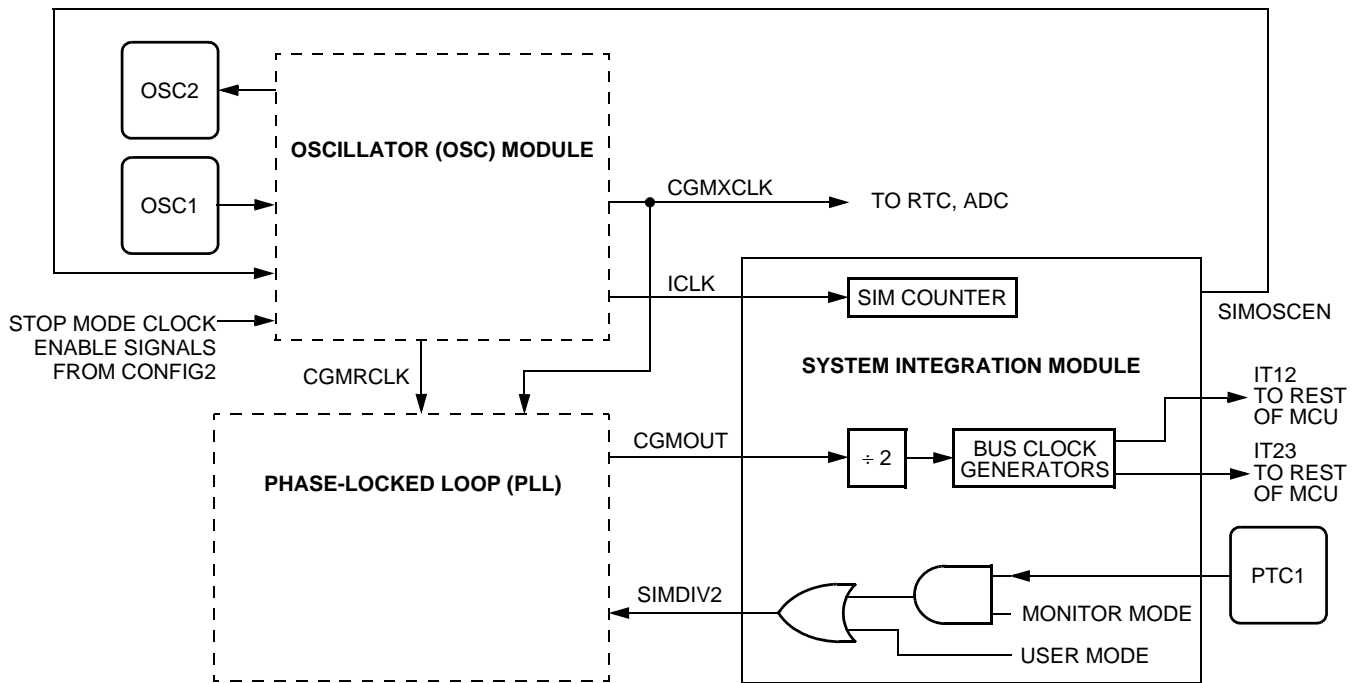 OSC2
OSCILLATOR (OSC) MODULE
OSC1
CGMXCLK
TO RTC, ADC
ICLK
SIM COUNTER
SIMOSCEN
STOP MODE CLOCK
ENABLE SIGNALS
FROM CONFIG2
SYSTEM INTEGRATION MODULE
CGMRCLK
IT12
TO REST
OF MCU
CGMOUT
÷ 2
BUS CLOCK
GENERATORS
IT23
TO REST
OF MCU
PHASE-LOCKED LOOP (PLL)
PTC1
SIMDIV2
MONITOR MODE
USER MODE